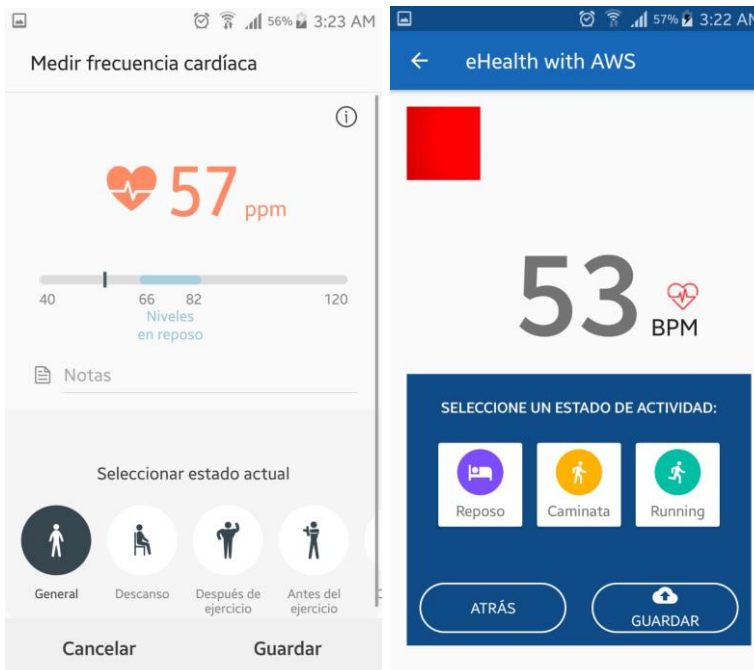 56% 3:23 AM
Medir frecuencia cardíaca
57 ppm
40 66 82 120
Niveles
en reposo
Notas
Seleccionar estado actual
General Descanso Después de ejercicio Antes del ejercicio
Cancelar Guardar
57% 3:22 AM
eHealth with AWS
53
BPM
SELECCIONE UN ESTADO DE ACTIVIDAD:
Reposo Caminata Running
ATRÁS GUARDAR